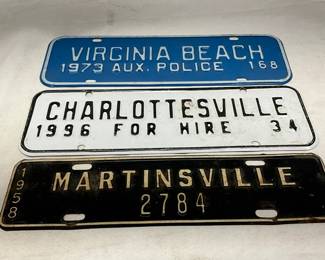 VIRGINIA BEACH
1973 AUX. POLICE 168
CHARLOTTESVILLE
1996 FOR HIRE 34
1958
MARTINSVILLE
2784